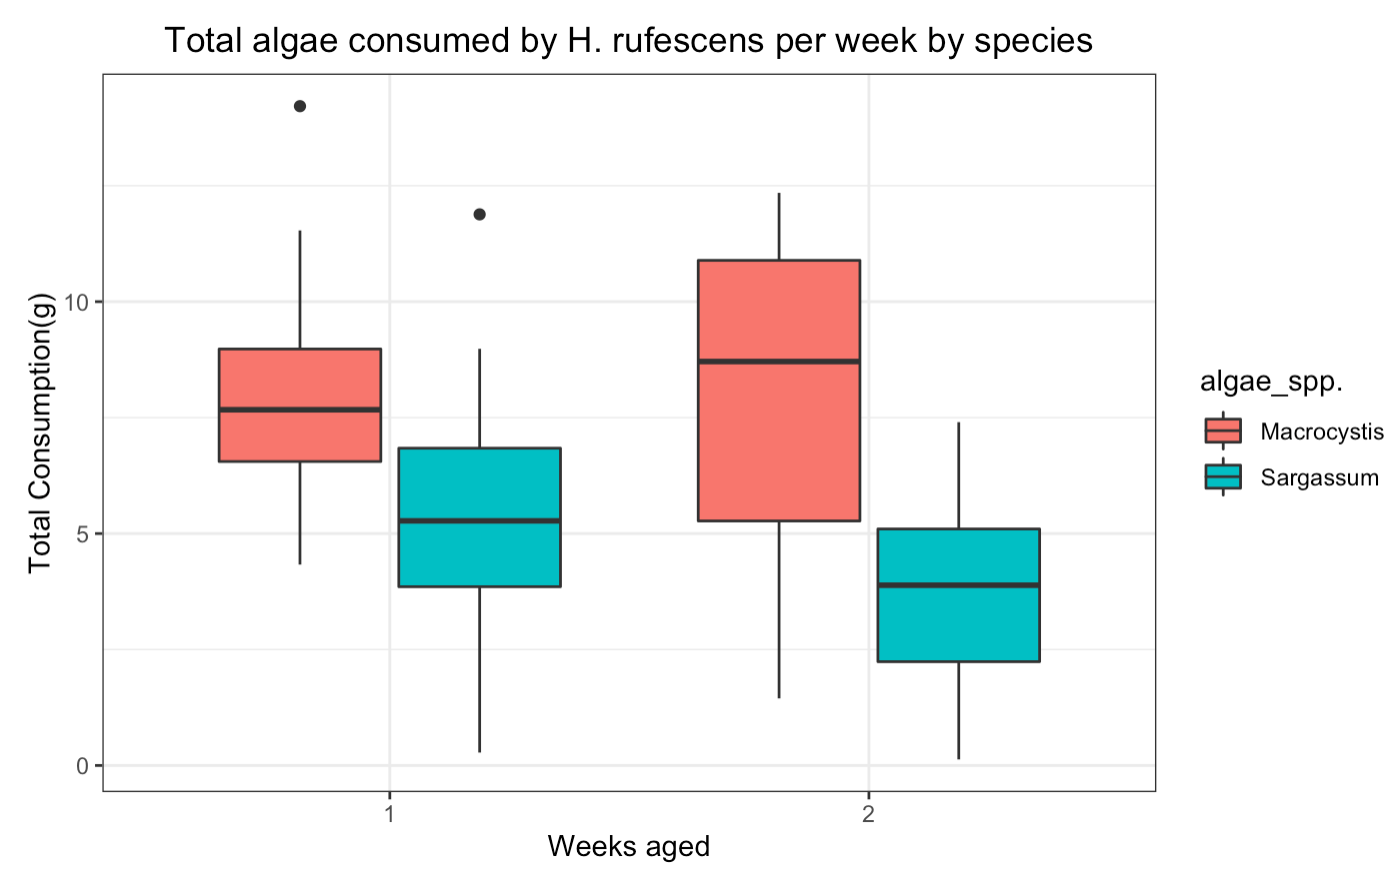 Total algae consumed by H. rufescens per week by species
Total Consumption(g)
10
5
0
1
2
Weeks aged
algae_spp.
Macrocystis
Sargassum